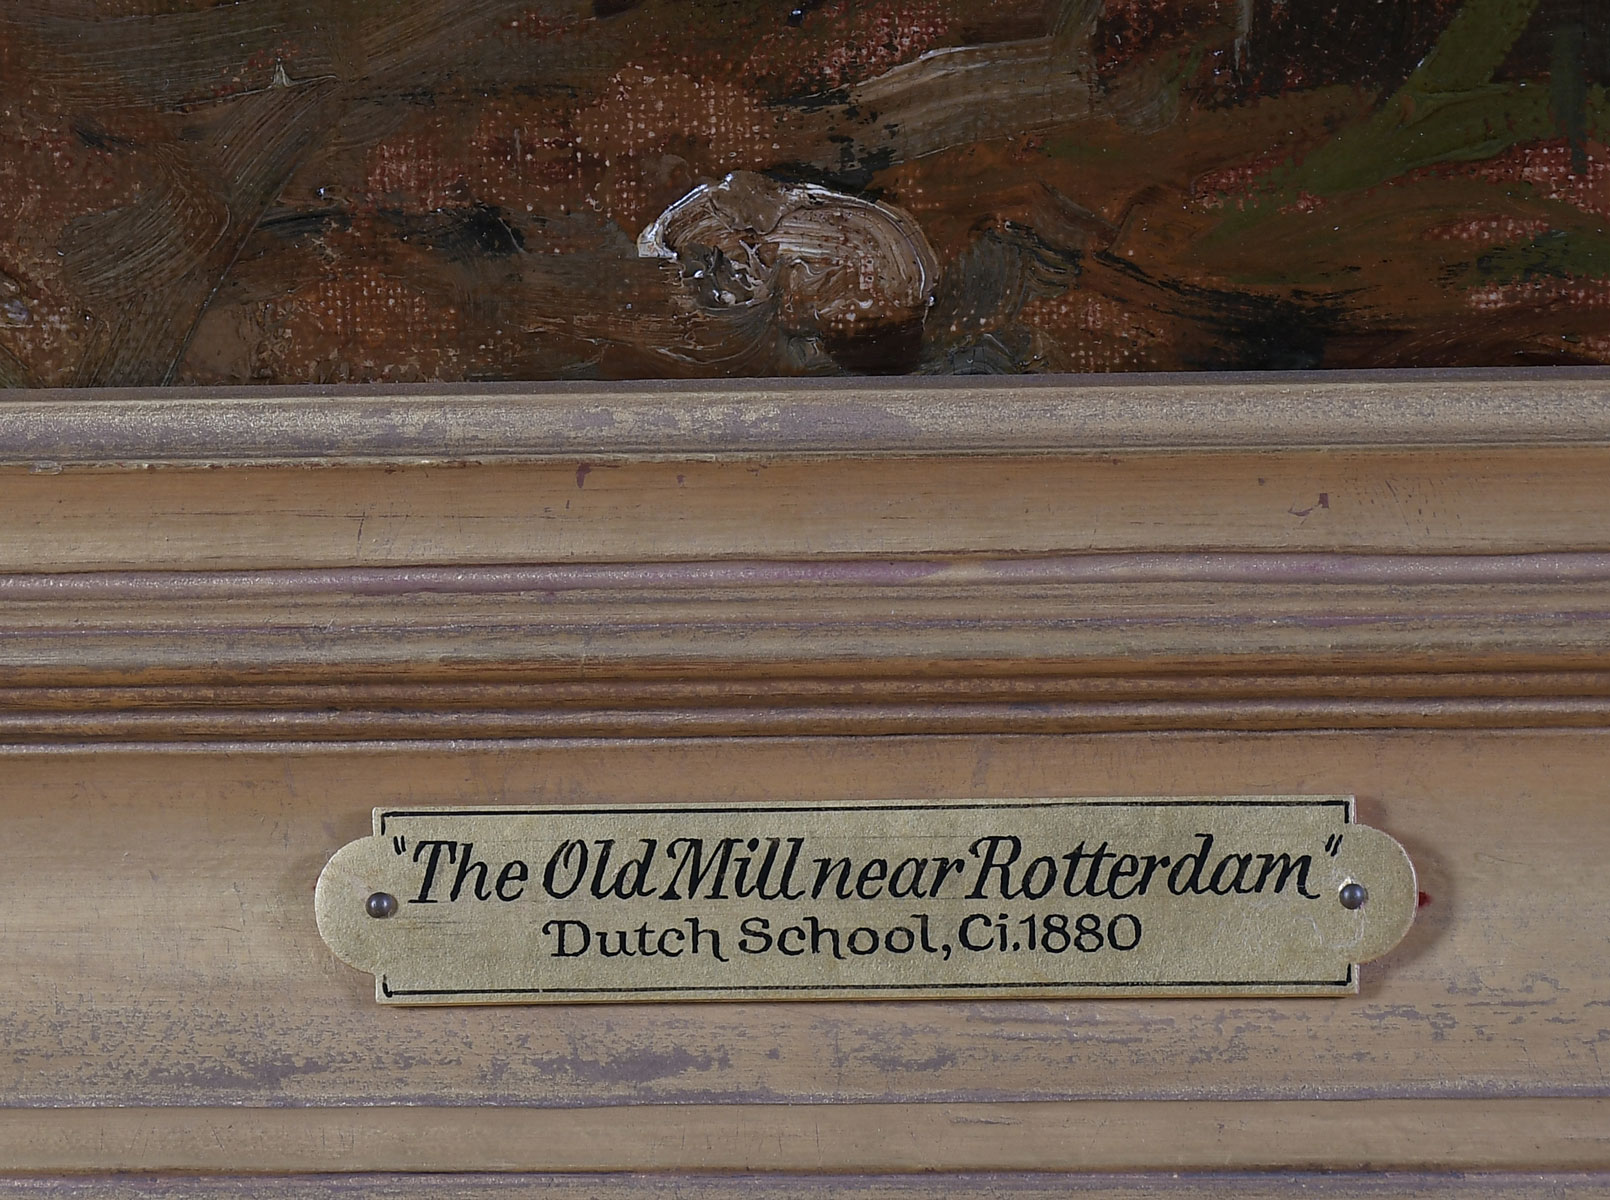 "The Old Mill near Rotterdam"
Dutch School, Ci.1880